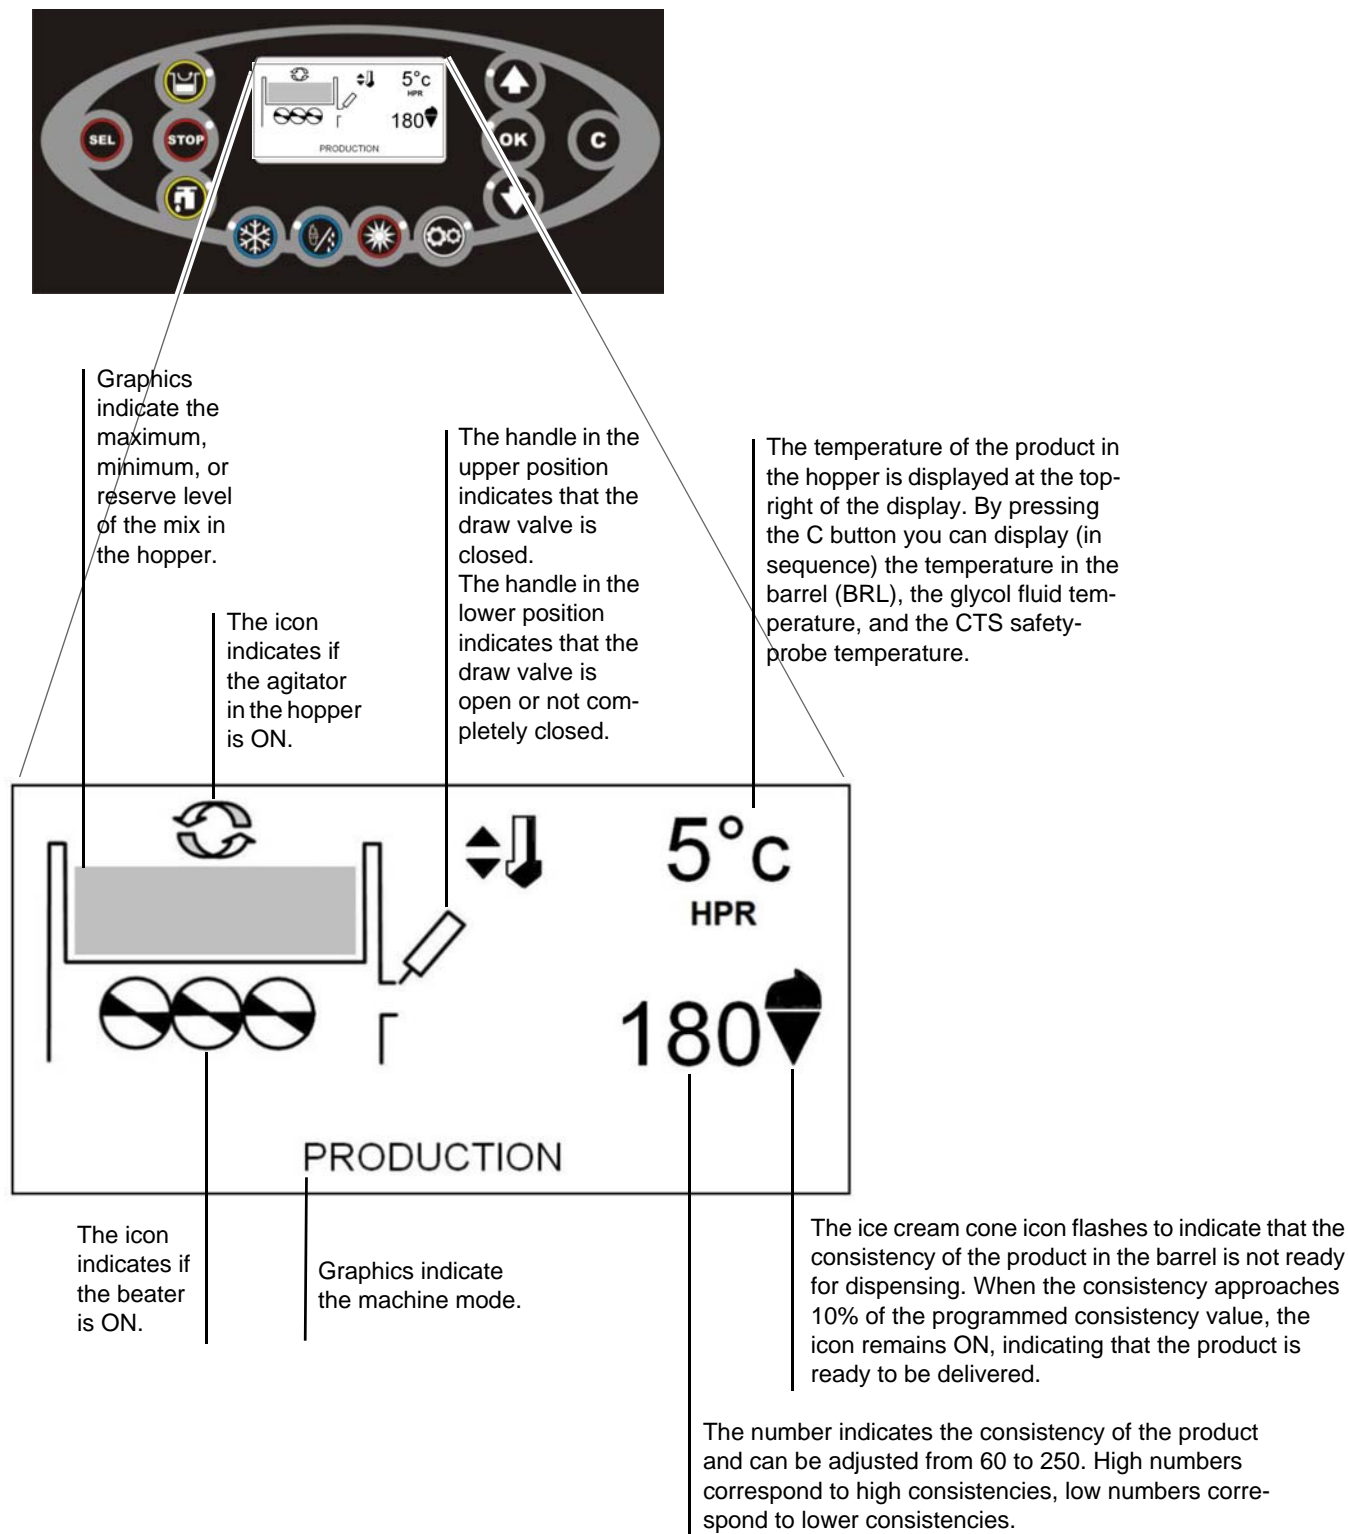 5°c
HPR
180
PRODUCTION
SEL
STOP
OK
C
Graphics
indicate the
maximum,
minimum, or
reserve level
of the mix in
the hopper.
The icon
indicates if
the agitator
in the hopper
is ON.
The handle in the
upper position
indicates that the
draw valve is
closed.
The handle in the
lower position
indicates that the
draw valve is
open or not com-
pletely closed.
The temperature of the product in
the hopper is displayed at the top-
right of the display. By pressing
the C button you can display (in
sequence) the temperature in the
barrel (BRL), the glycol fluid tem-
perature, and the CTS safety-
probe temperature.
5°c
HPR
180
PRODUCTION
The icon
indicates if
the beater
is ON.
Graphics indicate
the machine mode.
The ice cream cone icon flashes to indicate that the
consistency of the product in the barrel is not ready
for dispensing. When the consistency approaches
10% of the programmed consistency value, the
icon remains ON, indicating that the product is
ready to be delivered.
The number indicates the consistency of the product
and can be adjusted from 60 to 250. High numbers
correspond to high consistencies, low numbers corre-
spond to lower consistencies.